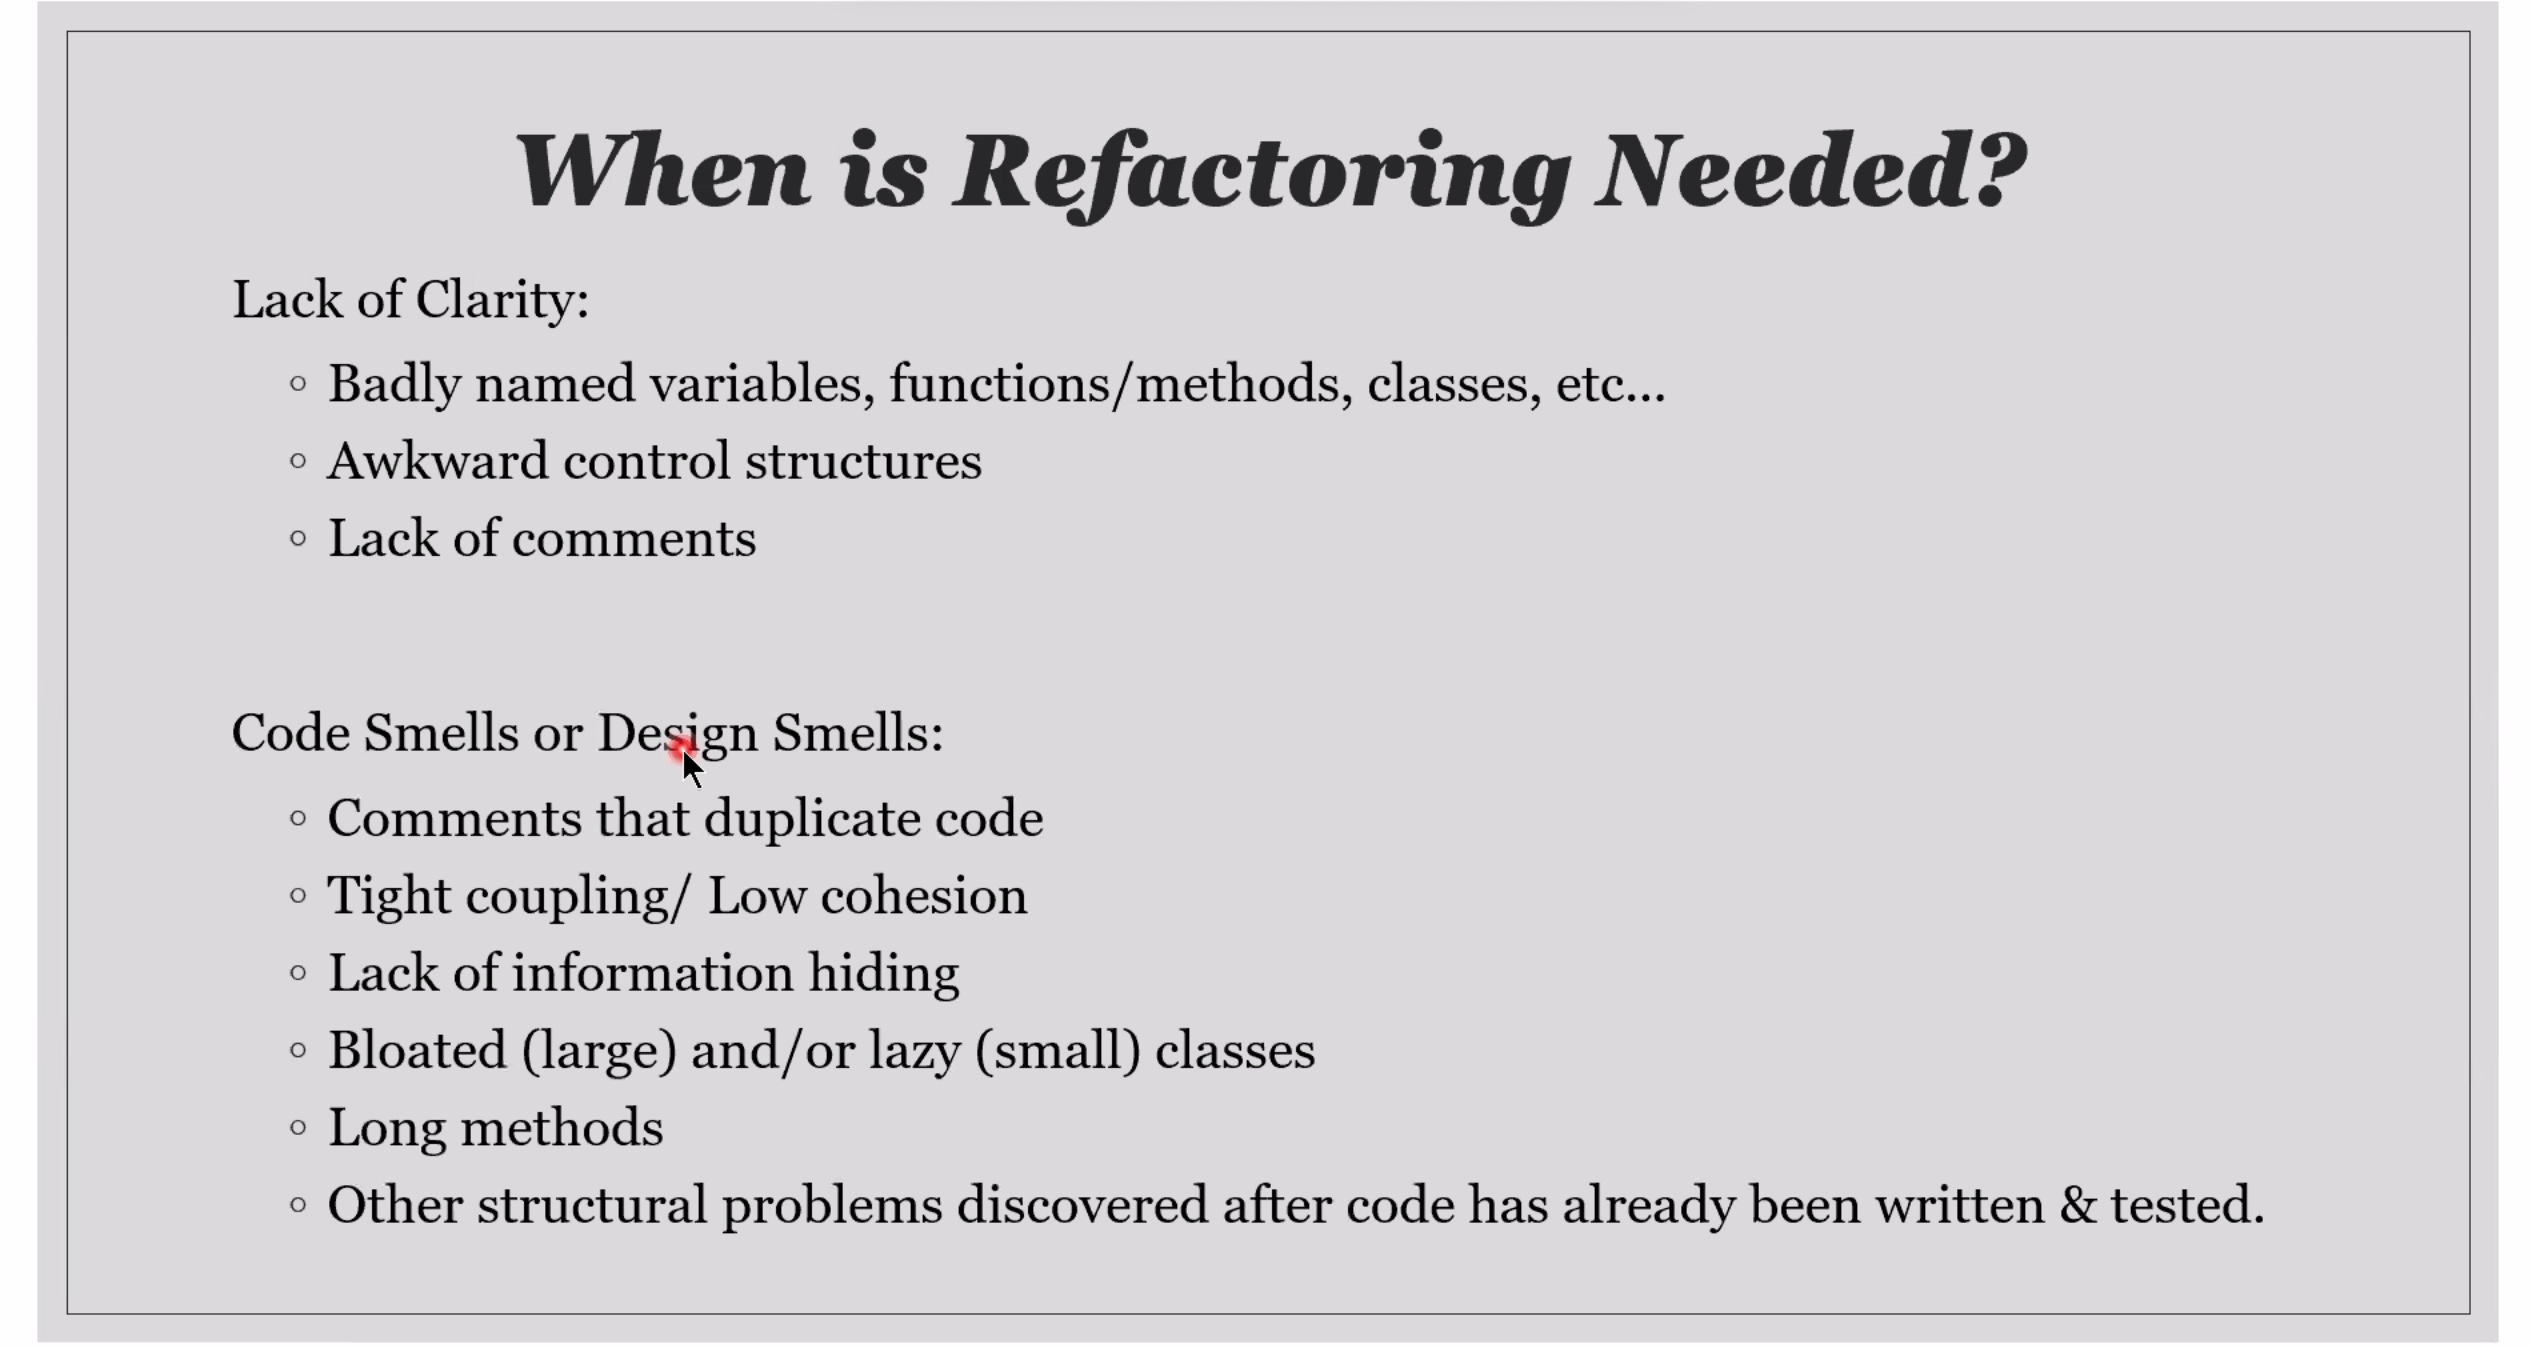 When is Refactoring Needed?
Lack of Clarity:
◦ Badly named variables, functions/methods, classes, etc...
◦ Awkward control structures
◦ Lack of comments
Code Smells or Design Smells:
◦ Comments that duplicate code
◦ Tight coupling/ Low cohesion
◦ Lack of information hiding
◦ Bloated (large) and/or lazy (small) classes
◦ Long methods
◦ Other structural problems discovered after code has already been written & tested.